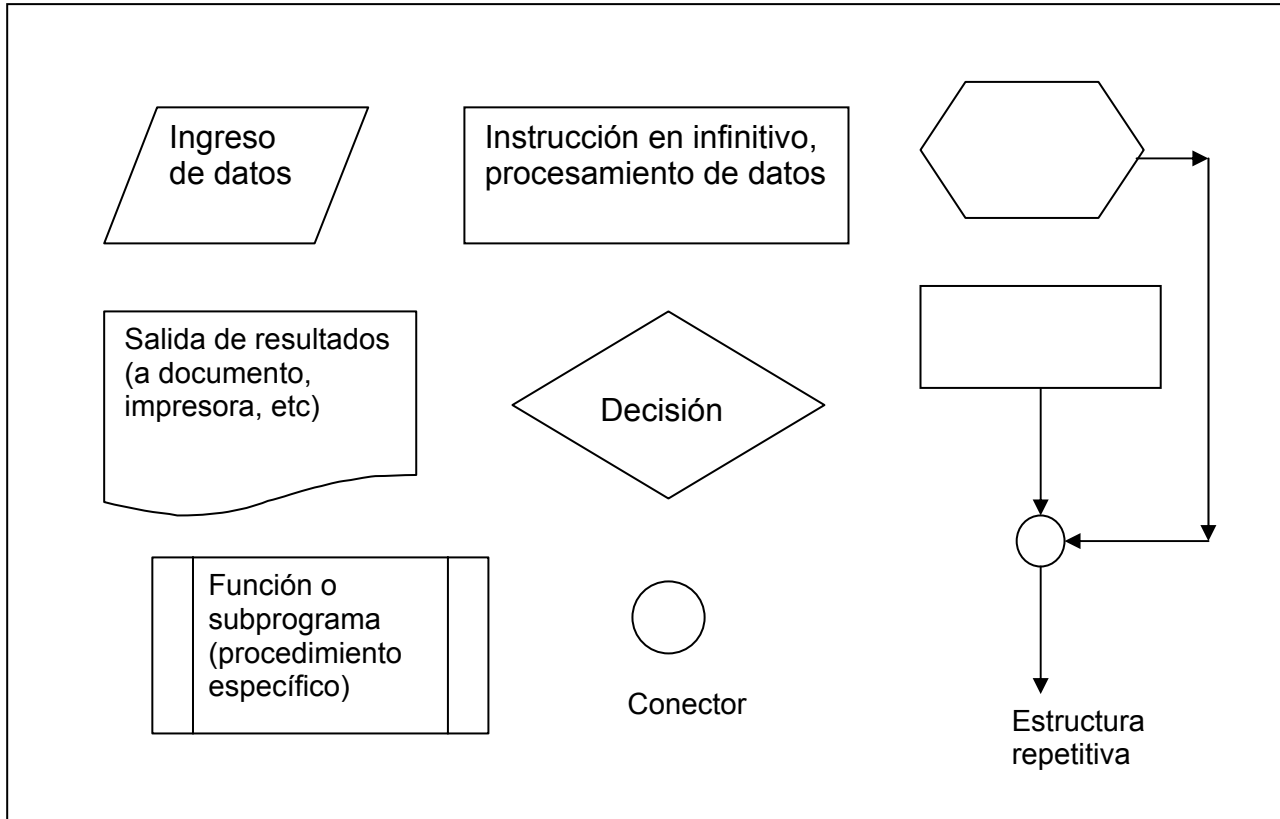 Ingreso
de datos
Instrucción en infinitivo,
procesamiento de datos
Salida de resultados
(a documento,
impresora, etc)
Decisión
Función o
subprograma
(procedimiento
específico)
Conector
Estructura
repetitiva